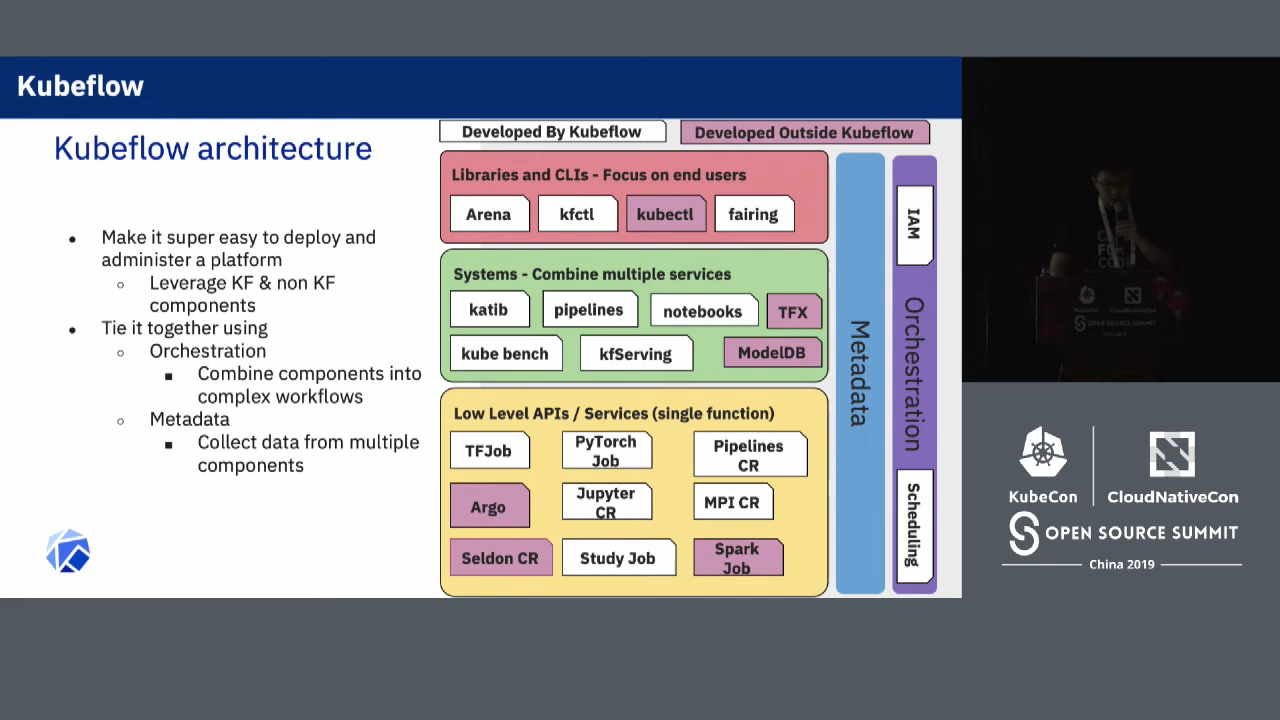 Kubeflow
Kubeflow architecture
Make it super easy to deploy and
administer a platform
Leverage KF & non KF
components
Tie it together using
Orchestration
Combine components into
complex workflows
Metadata
Collect data from multiple
components
Developed By Kubeflow
Developed Outside Kubeflow
Libraries and CLIs - Focus on end users
Arena
kfctl
kubectl
fairing
Systems - Combine multiple services
katib
pipelines
notebooks
TFX
kube bench
kfServing
ModelDB
Low Level APIs / Services (single function)
TFJob
PyTorch
Job
Pipelines
CR
Argo
Jupyter
CR
MPI CR
Seldon CR
Study Job
Spark
Job
Metadata
IAM
Orchestration
Scheduling
OPEN SOURCE SUMMIT
KubeCon
CloudNativeCon
OPEN SOURCE SUMMIT
China 2019